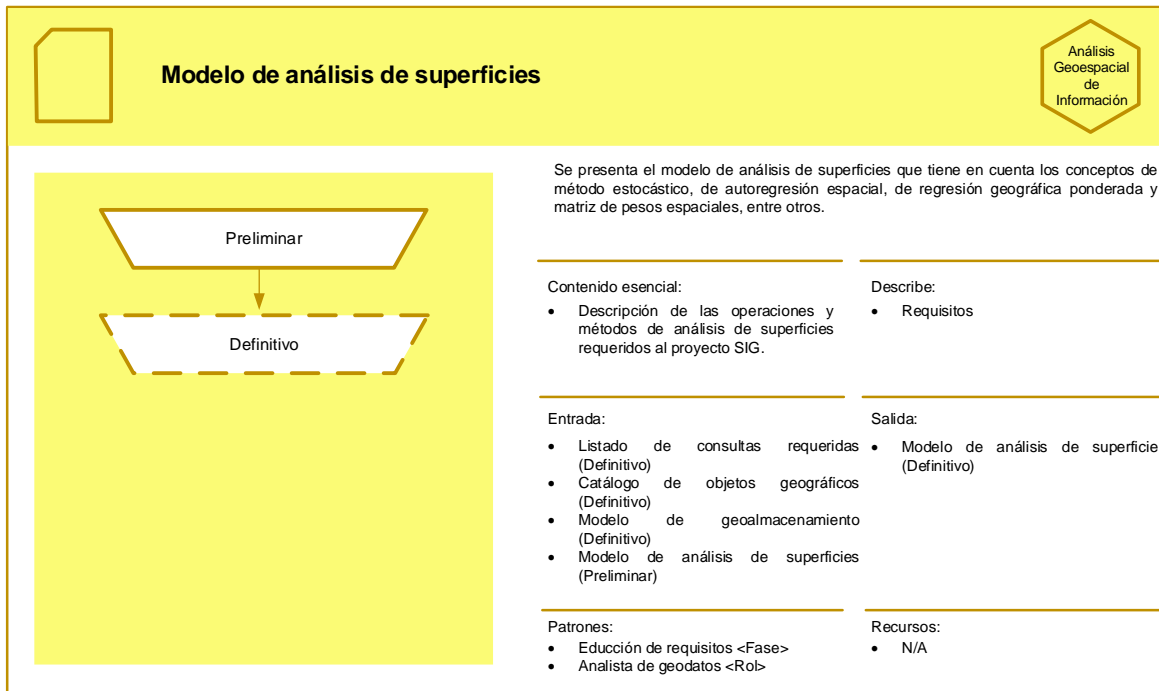 Modelo de análisis de superficies
Análisis
Geoespacial
de
Información
Preliminar
Definitivo
Se presenta el modelo de análisis de superficies que tiene en cuenta los conceptos de
método estocástico, de autoregresión espacial, de regresión geográfica ponderada y
matriz de pesos espaciales, entre otros.
Contenido esencial:
• Descripción de las operaciones y
métodos de análisis de superficies
requeridos al proyecto SIG.
Describe:
• Requisitos
Entrada:
• Listado de consultas requeridas
(Definitivo)
• Catálogo de objetos geográficos
(Definitivo)
• Modelo de geoalmacenamiento
(Definitivo)
• Modelo de análisis de superficies
(Preliminar)
Salida:
• Modelo de análisis de superficie
(Definitivo)
Patrones:
• Educción de requisitos <Fase>
• Analista de geodatos <Rol>
Recursos:
• N/A